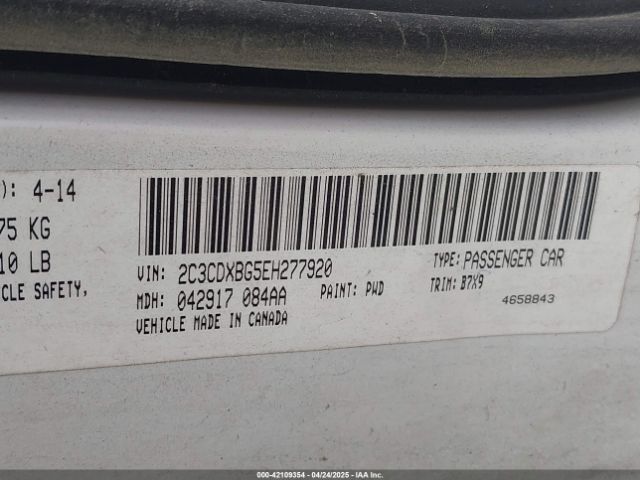 ): 4-14
75 KG
10 LB
CLE SAFETY,
VIN: 2C3CDXBG5EH277920
TYPE: PASSENGER CAR
MDH: 042917 084AA
PAINT: PWD
TRIM: B7X9
VEHICLE MADE IN CANADA
4658843
000 - 42109354 - 04/24/2025 - IAA Inc.